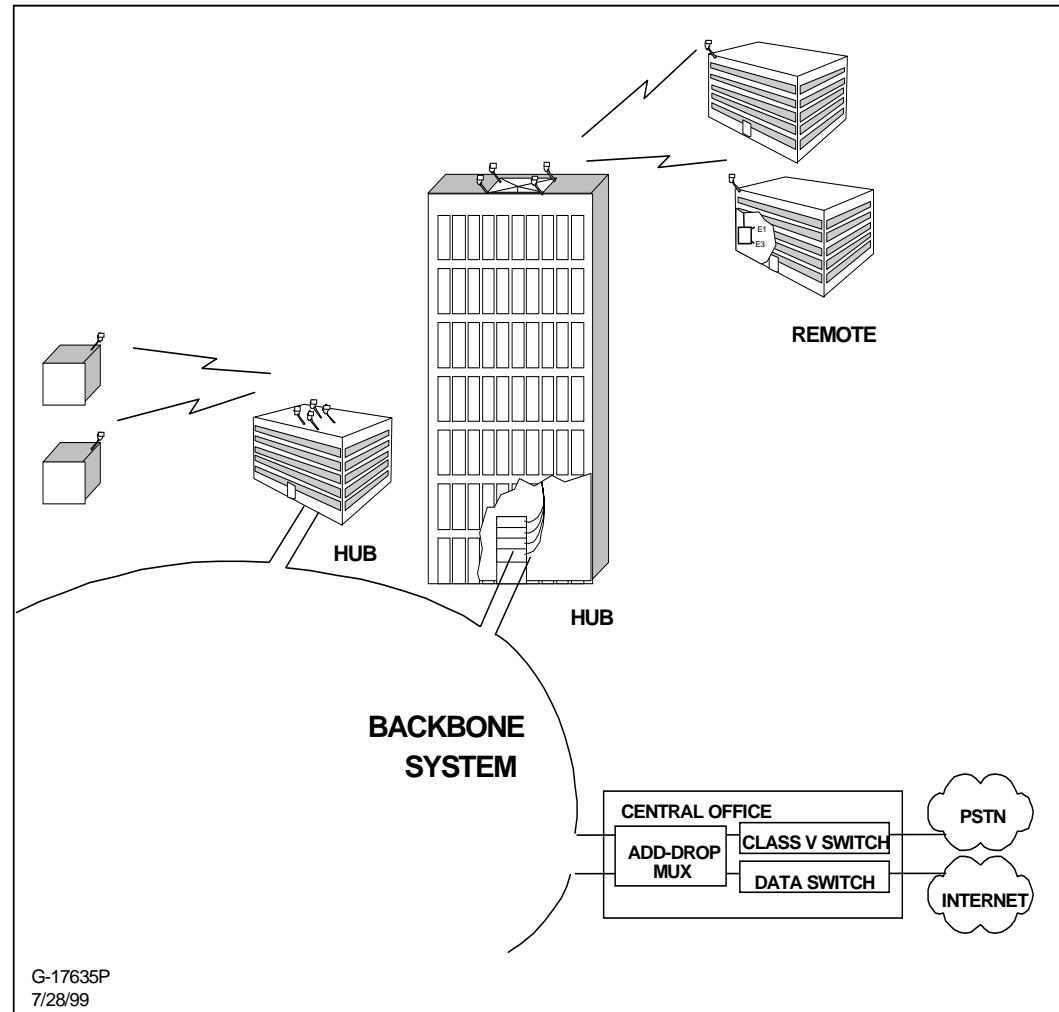 E1
E3
REMOTE
HUB
HUB
BACKBONE
SYSTEM
CENTRAL OFFICE
ADD-DROP
MUX
CLASS V SWITCH
DATA SWITCH
PSTN
INTERNET
G-17635P
7/28/99